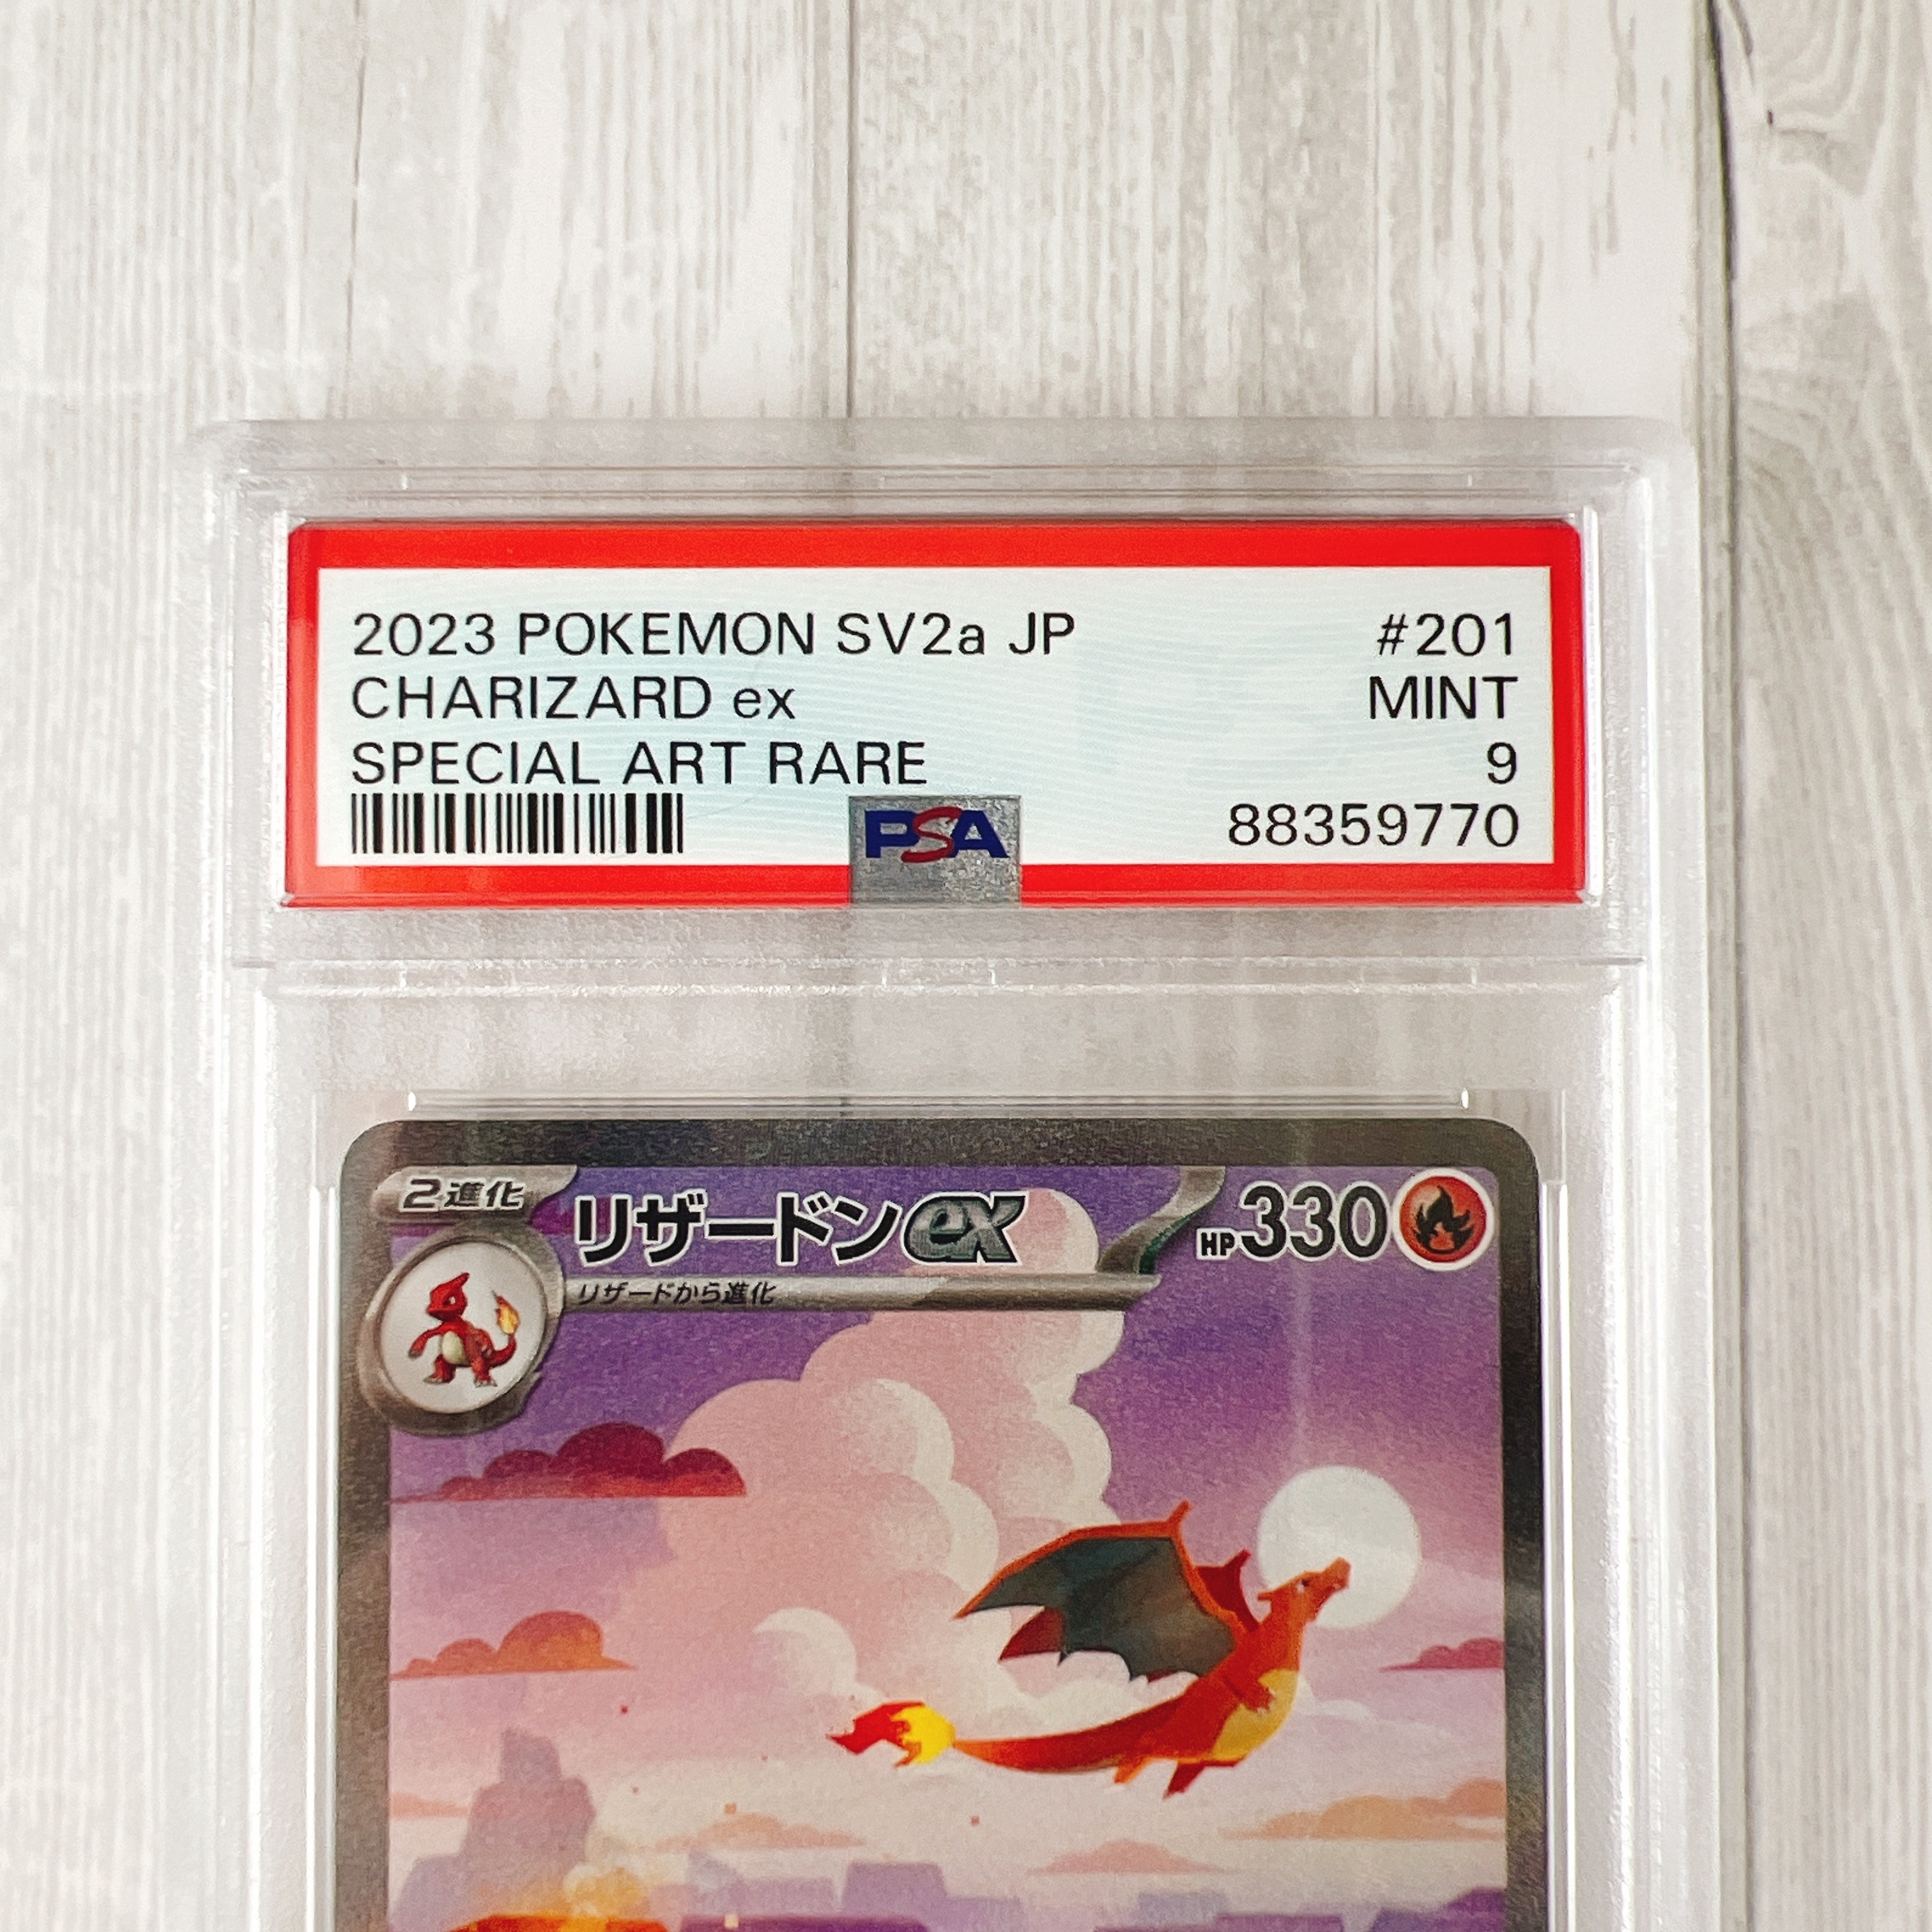 2023 POKEMON SV2a JP #201
CHARIZARD ex MINT
SPECIAL ART RARE 9
PSA 88359770
2進化 リザードンex HP330
リザードから進化